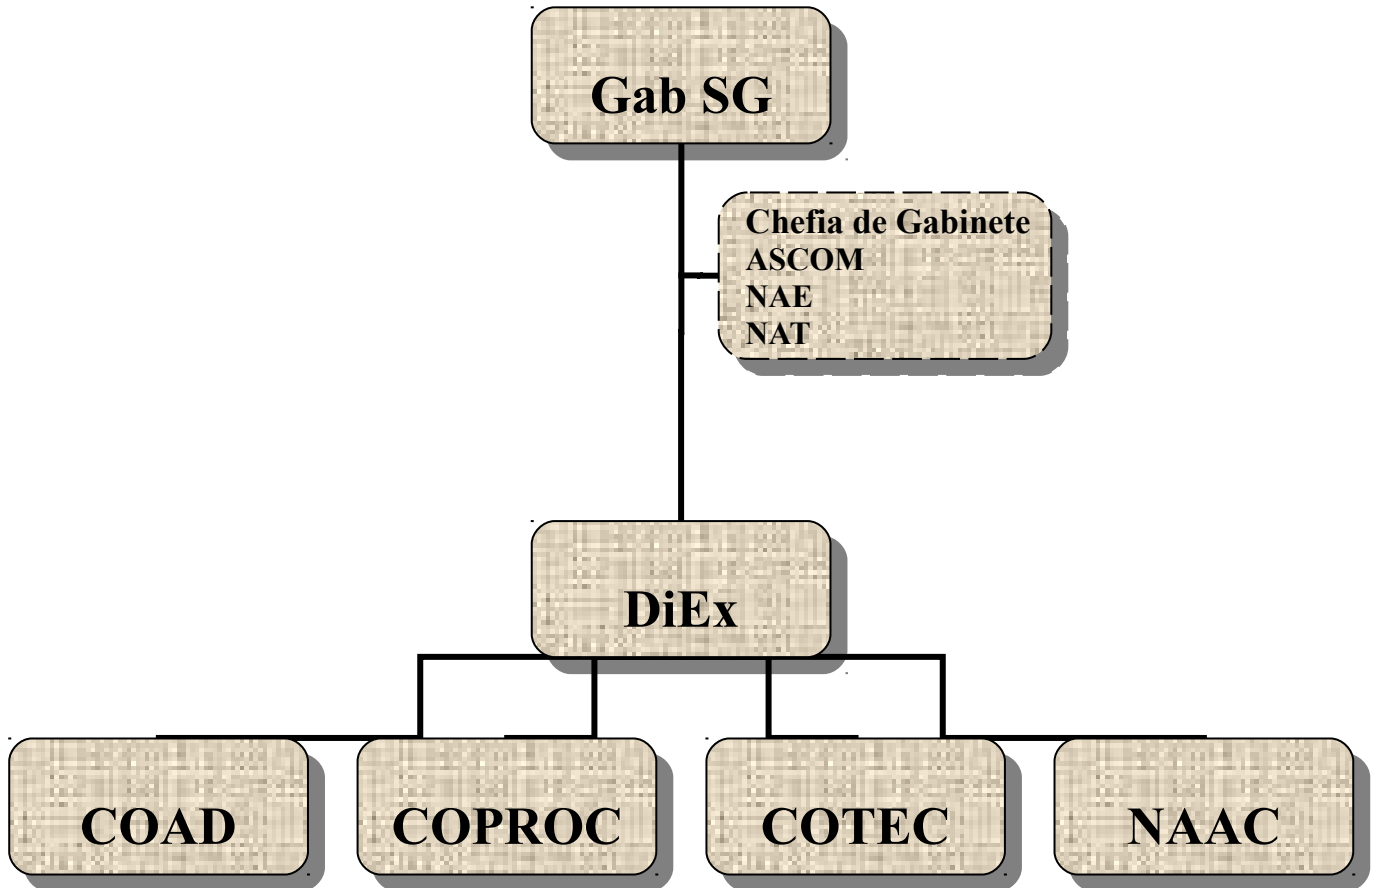 Gab SG
Chefia de Gabinete
ASCOM
NAE
NAT
DiEx
COAD
COPROC
COTEC
NAAC